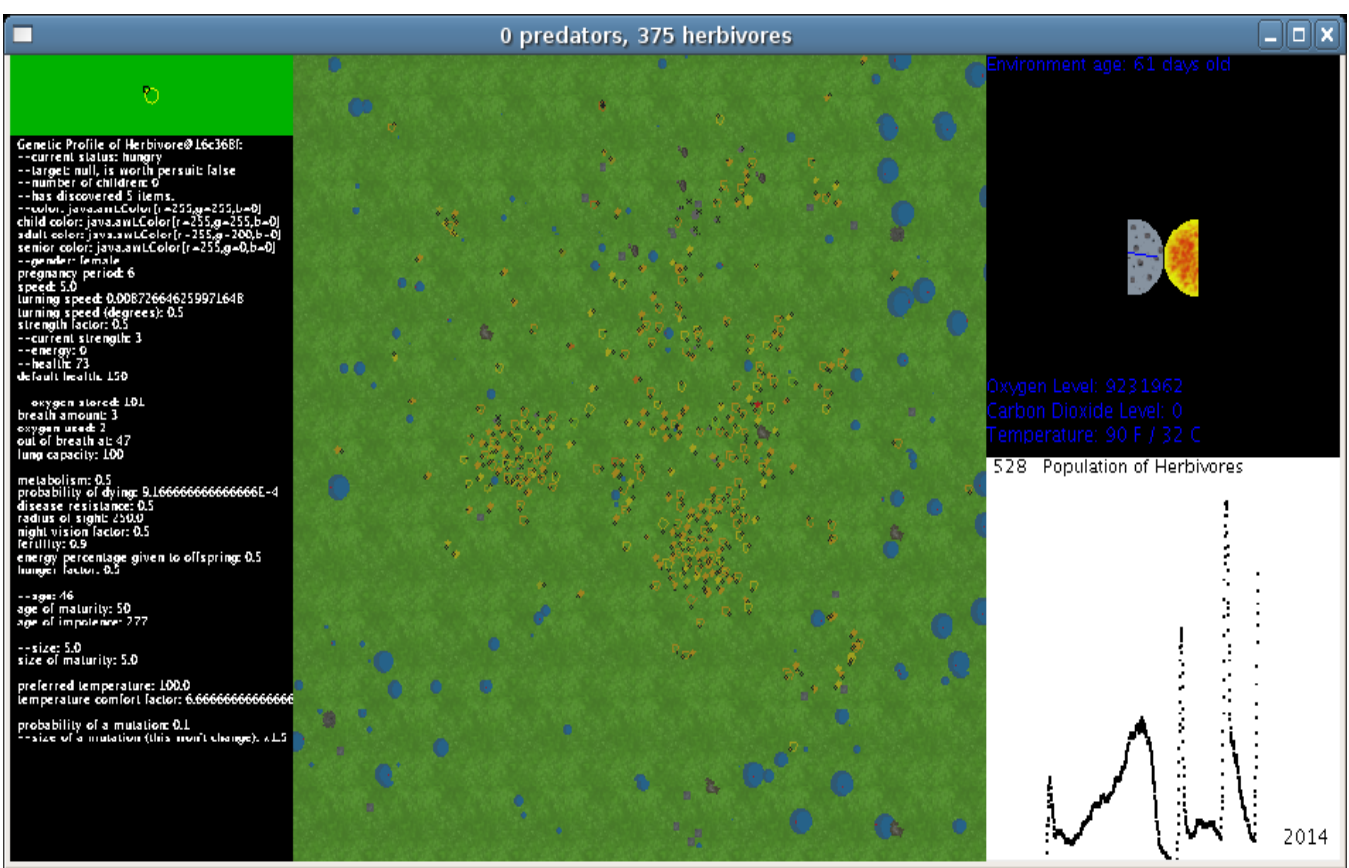 0 predators, 375 herbivores
Genetic Profile of Herbivore@16c368f:
--current status: hungry
--target: null, is worth persuit: false
--number of children: 0
--has discovered 5 items.
--color: java.awt.Color[r=255,g=255,b=0]
child color: java.awt.Color[r=255,g=255,b=0]
adult color: java.awt.Color[r=255,g=200,b=0]
senior color: java.awt.Color[r=255,g=0,b=0]
--gender: female
pregnancy period: 6
speed: 5.0
turning speed: 0.008726646259971648
turning speed (degrees): 0.5
strength factor: 0.5
--current strength: 3
--energy: 0
--health: 73
default health: 150
oxygen stored: 101
breath amount: 3
oxygen used: 2
out of breath at: 47
lung capacity: 100
metabolism: 0.5
probability of dying: 9.166666666666666E-4
disease resistance: 0.5
radius of sight: 250.0
night vision factor: 0.5
fertility: 0.9
energy percentage given to offspring: 0.5
hunger factor: 0.5
--age: 46
age of maturity: 50
age of impotence: 277
--size: 5.0
size of maturity: 5.0
preferred temperature: 100.0
temperature comfort factor: 6.66666666666666
probability of a mutation: 0.1
--size of a mutation (this won't change): x1.5
Environment age: 61 days old
Oxygen Level: 9231962
Carbon Dioxide Level: 0
Temperature: 90 F / 32 C
528 Population of Herbivores
2014